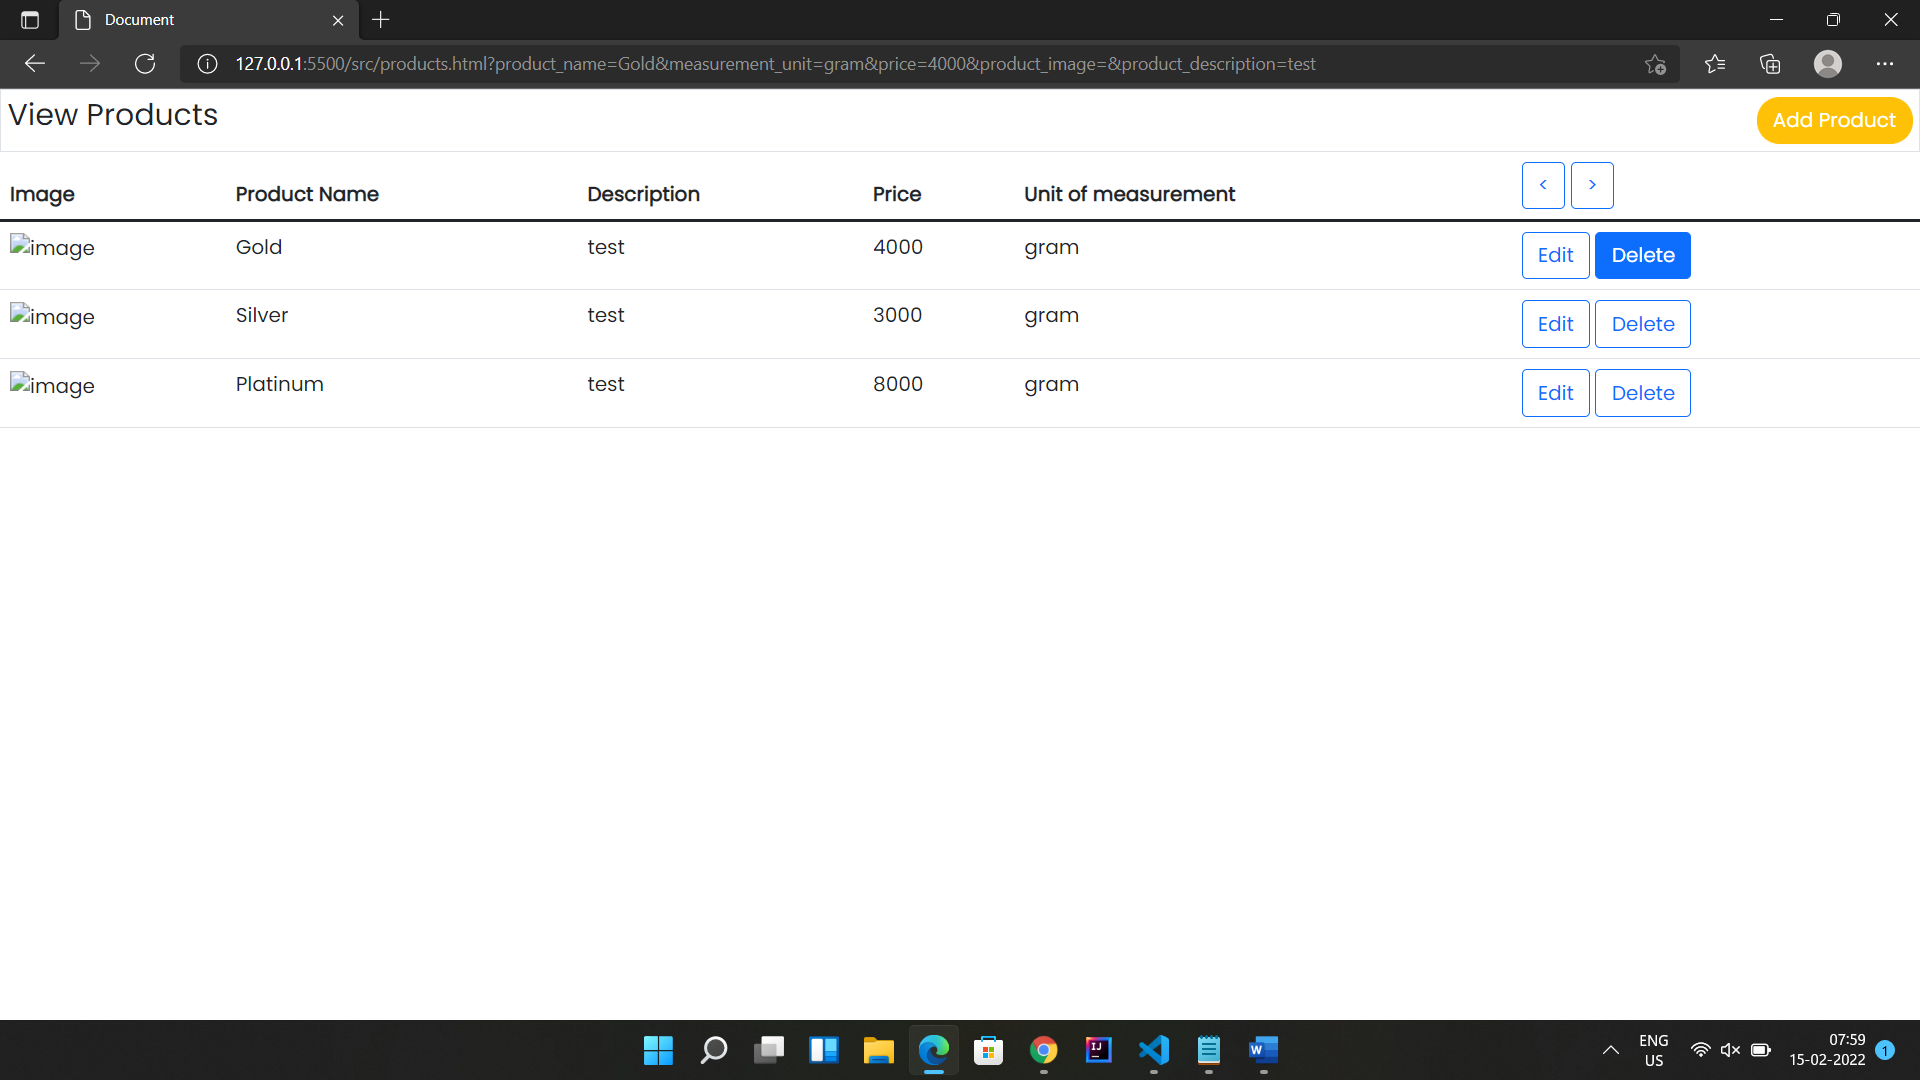 Document
127.0.0.1:5500/src/products.html?product_name=Gold&measurement_unit=gram&price=4000&product_image=&product_description=test
View Products
Add Product
Image Product Name Description Price Unit of measurement < >
image Gold test 4000 gram Edit Delete
image Silver test 3000 gram Edit Delete
image Platinum test 8000 gram Edit Delete
ENG
US
07:59
15-02-2022
1
IJ
W